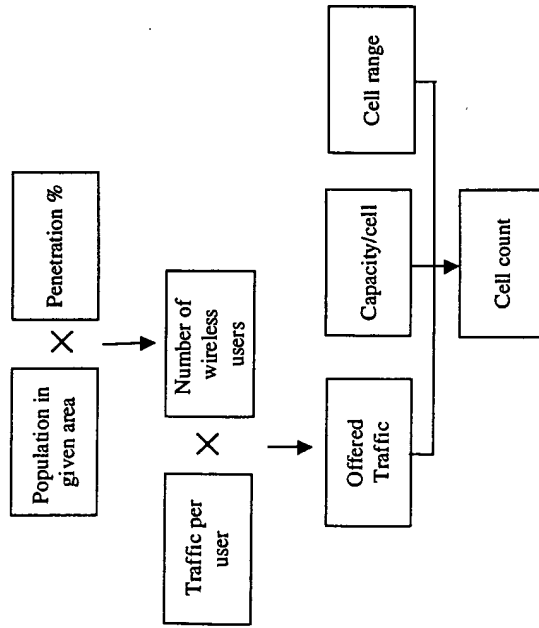 Population in
given area
×
Penetration %
Traffic per
user
×
Number of
wireless
users
Offered
Traffic
Capacity/cell
Cell range
Cell count